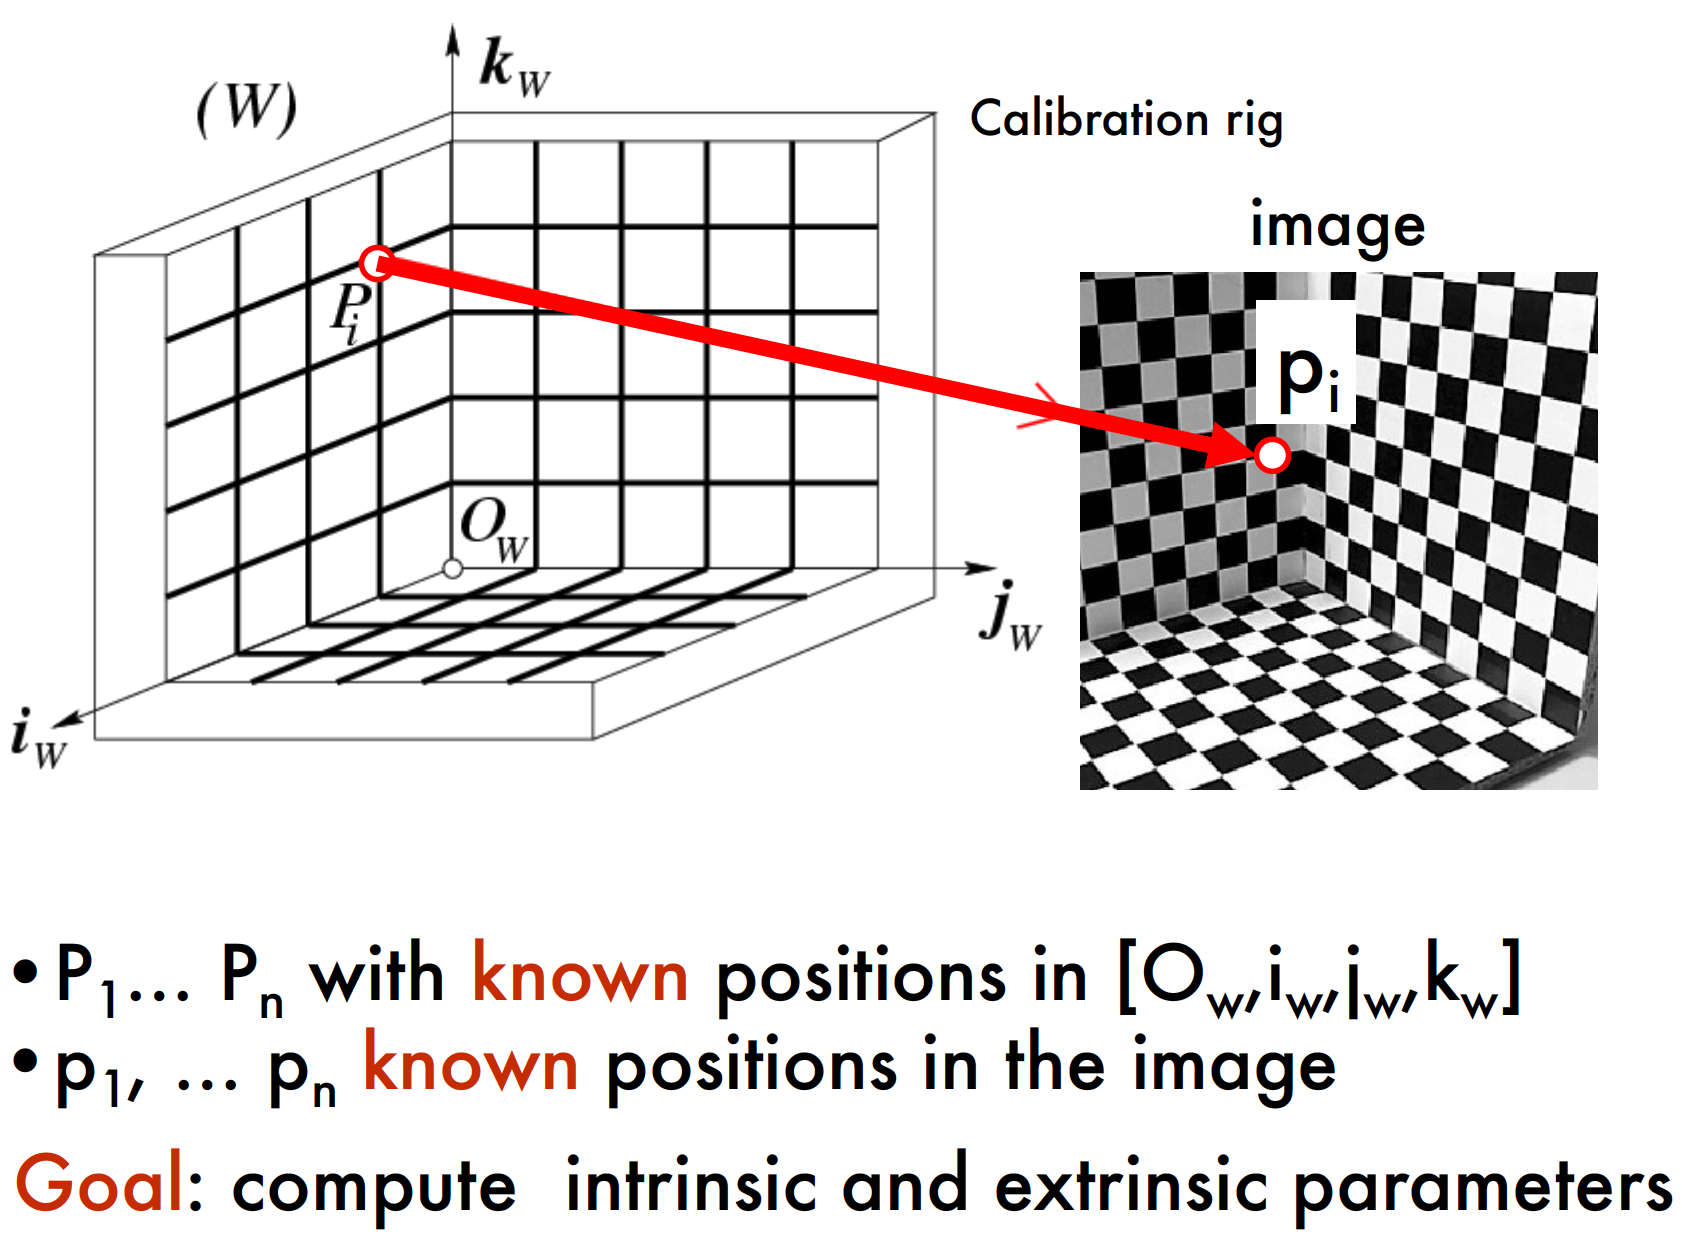 k_W
(W)
Calibration rig
image
P_i
p_i
O_W
j_W
i_W
•P_1... P_n with known positions in [O_w,i_w,j_w,k_w]
•p_1, ... p_n known positions in the image
Goal: compute intrinsic and extrinsic parameters